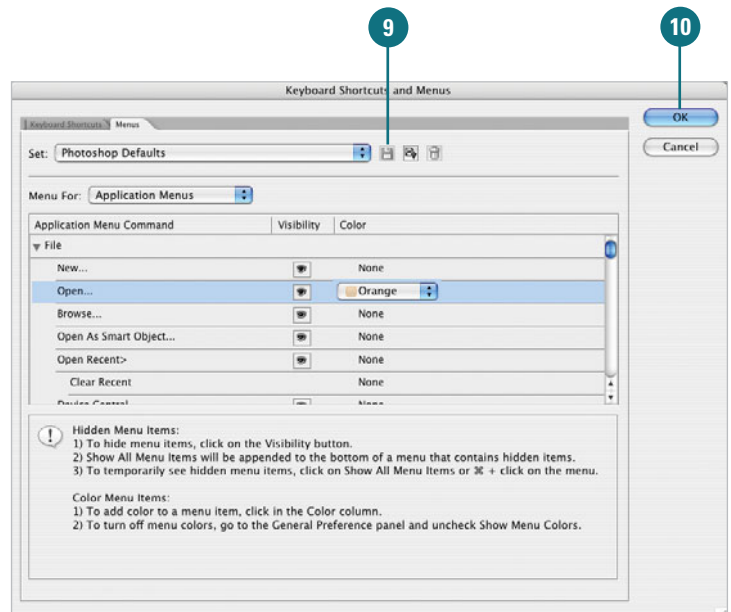 9
10
Keyboard Shortcuts and Menus
Keyboard Shortcuts
Menus
OK
Set: Photoshop Defaults
Cancel
Menu For: Application Menus
Application Menu Command Visibility Color
File
New... None
Open... Orange
Browse... None
Open As Smart Object... None
Open Recent> None
Clear Recent None
Device Central None
Hidden Menu Items:
1) To hide menu items, click on the Visibility button.
2) Show All Menu Items will be appended to the bottom of a menu that contains hidden items.
3) To temporarily see hidden menu items, click on Show All Menu Items or ⌘ + click on the menu.
Color Menu Items:
1) To add color to a menu item, click in the Color column.
2) To turn off menu colors, go to the General Preference panel and uncheck Show Menu Colors.